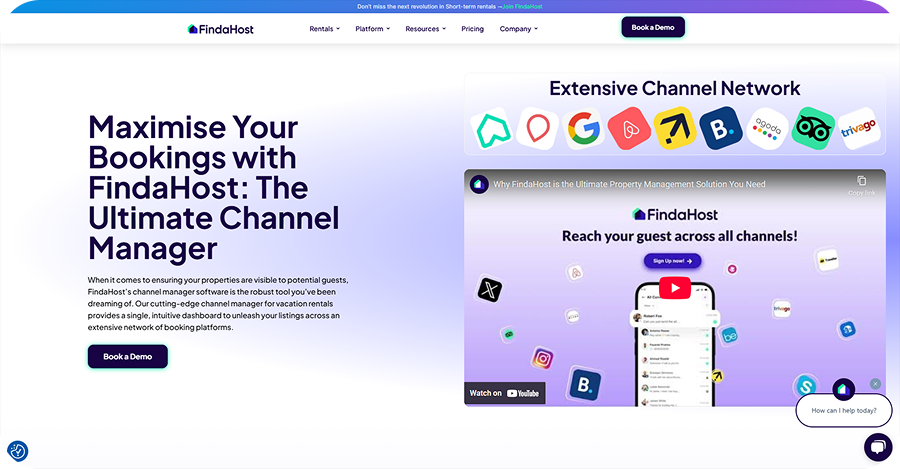 Don't miss the next revolution in Short-term rentals →Join FindaHost
FindaHost
Rentals
Platform
Resources
Pricing
Company
Book a Demo
Maximise Your
Bookings with
FindaHost: The
Ultimate Channel
Manager
When it comes to ensuring your properties are visible to potential guests,
FindaHost's channel manager software is the robust tool you've been
dreaming of. Our cutting-edge channel manager for vacation rentals
provides a single, intuitive dashboard to unleash your listings across an
extensive network of booking platforms.
Book a Demo
Extensive Channel Network
B.
agoda
trivago
Why FindaHost is the Ultimate Property Management Solution You Need
Copy link
FindaHost
Reach your guest across all channels!
Sign Up now! →
trivago
be
B.
Watch on YouTube
How can I help today?